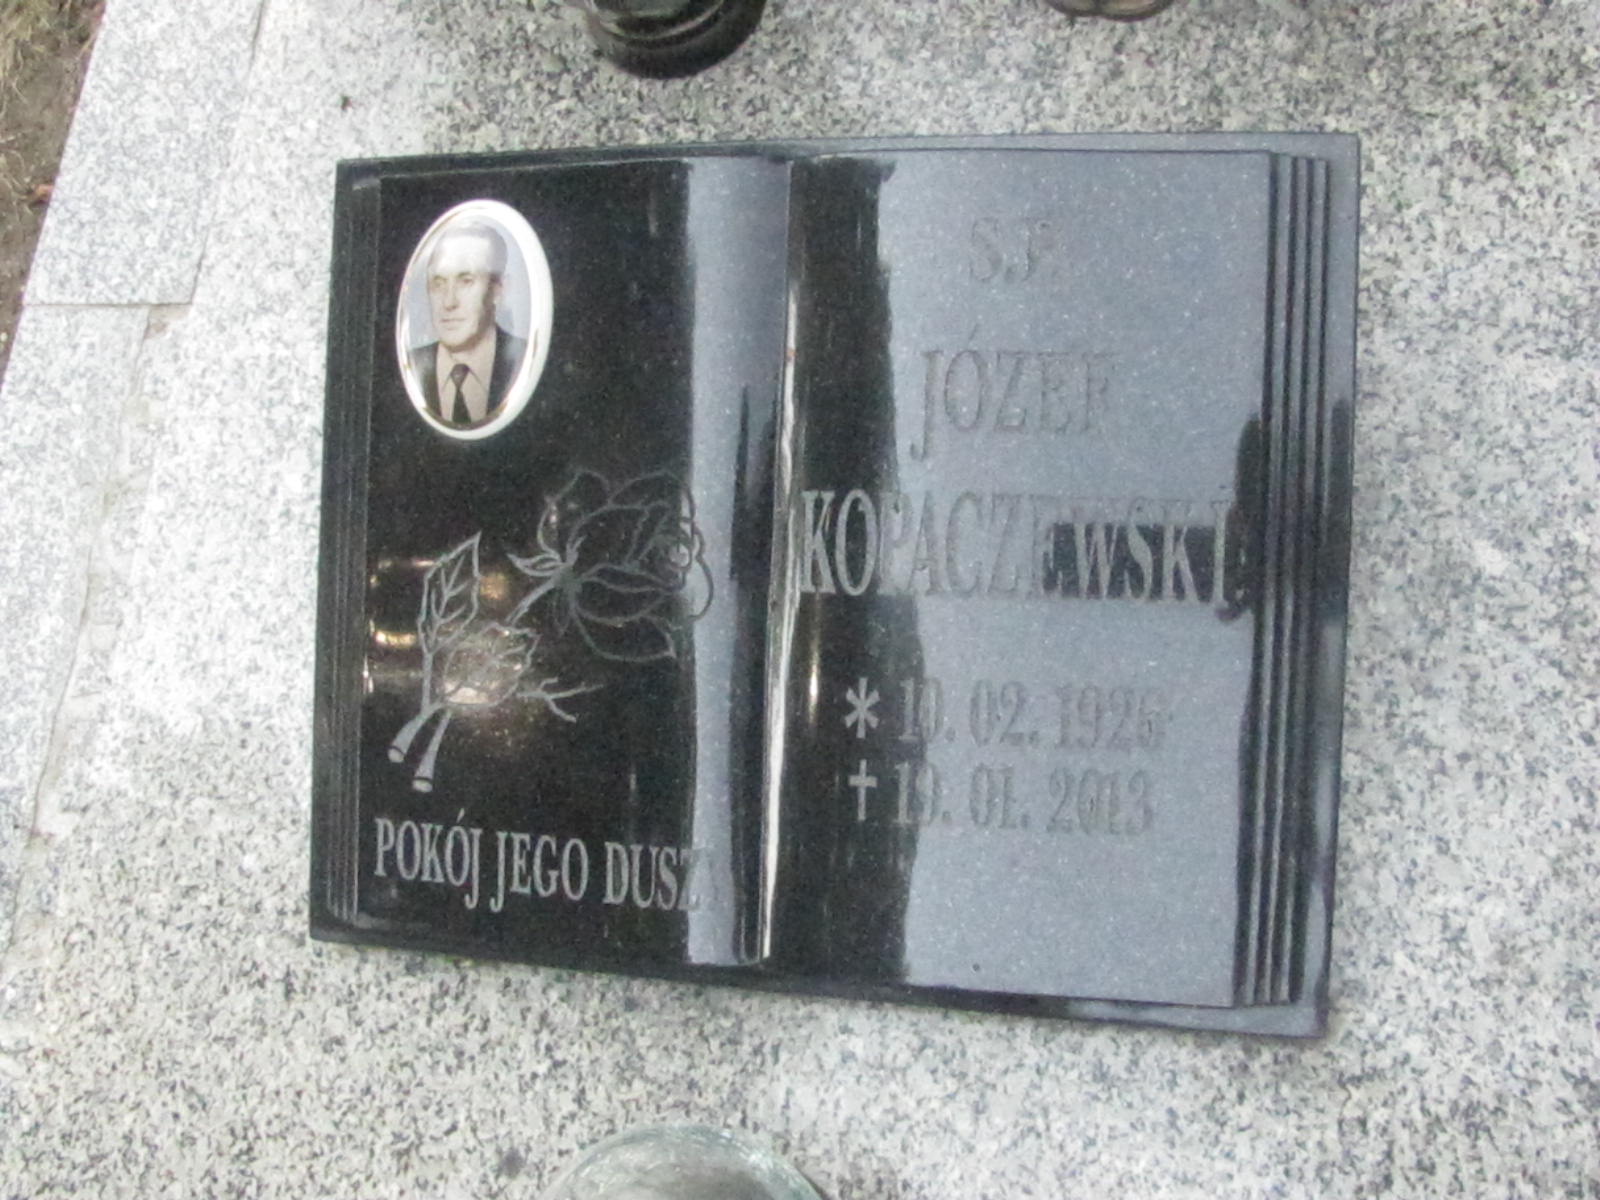 Ś.P.
JÓZEF
KOPACZEWSKI
* 10. 02. 1926
† 19. 01. 2013
POKÓJ JEGO DUSZY